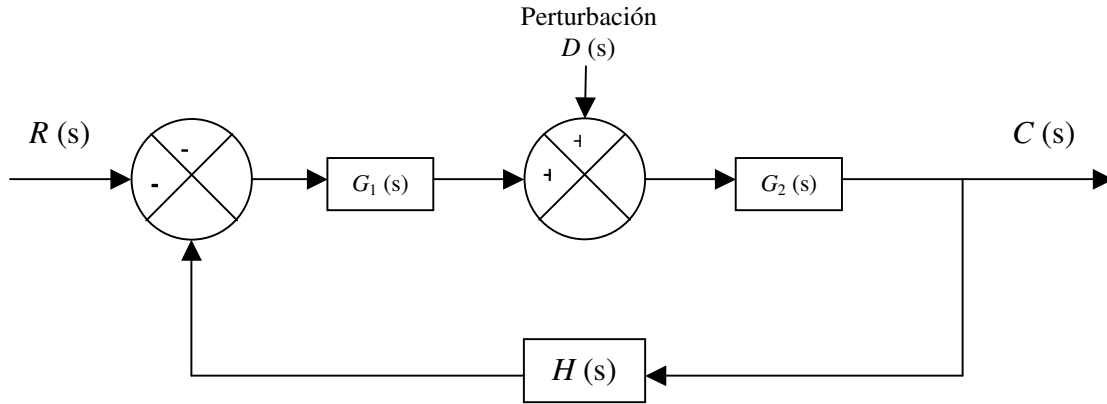 Perturbación
D (s)
R (s)
C (s)
-
-
+
+
G₁ (s)
G₂ (s)
H (s)